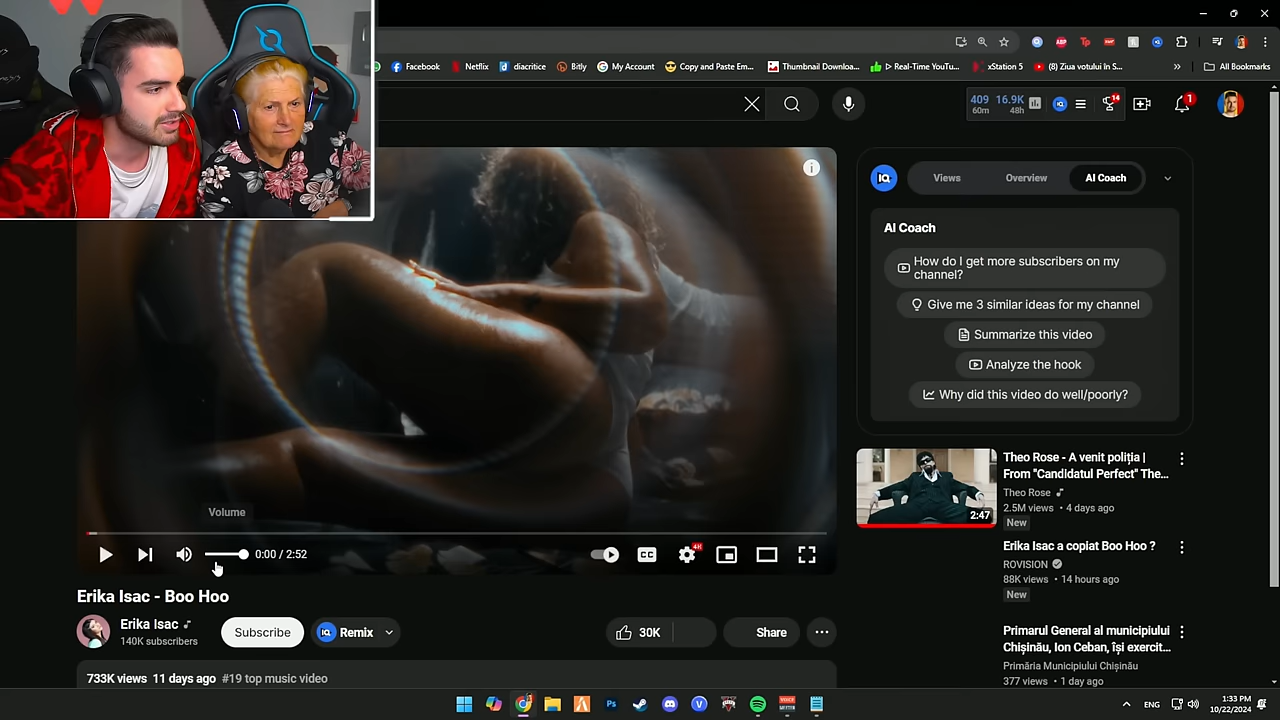 Facebook
Netflix
diacritice
Bitly
My Account
Copy and Paste Em...
Thumbnail Downloa...
Real-Time YouTu...
xStation 5
(8) Ziua votului în S...
»
All Bookmarks
409 16.9K
60m 48h
14
1
IQ
Views
Overview
AI Coach
AI Coach
How do I get more subscribers on my
channel?
Give me 3 similar ideas for my channel
Summarize this video
Analyze the hook
Why did this video do well/poorly?
Theo Rose - A venit poliția |
From "Candidatul Perfect" The...
Theo Rose
2.5M views • 4 days ago
New
2:47
Erika Isac a copiat Boo Hoo ?
ROVISION
88K views • 14 hours ago
New
Primarul General al municipiului
Chișinău, Ion Ceban, își exercit...
Primăria Municipiului Chișinău
377 views • 1 day ago
Volume
0:00 / 2:52
CC
4K
Erika Isac - Boo Hoo
Erika Isac
140K subscribers
Subscribe
IQ Remix
30K
Share
733K views 11 days ago #19 top music video
ENG
1:33 PM
10/22/2024